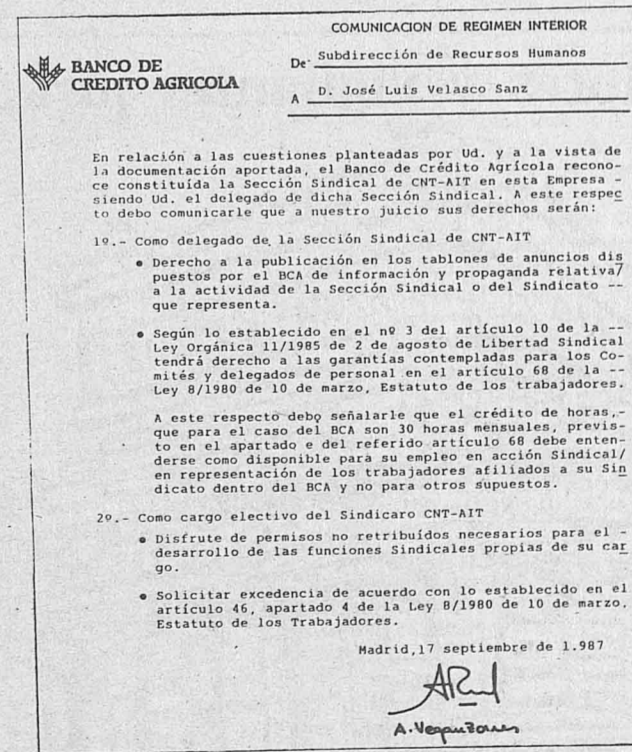 COMUNICACION DE REGIMEN INTERIOR
BANCO DE
CREDITO AGRICOLA
De Subdirección de Recursos Humanos
A D. José Luis Velasco Sanz
En relación a las cuestiones planteadas por Ud. y a la vista de
la documentación aportada, el Banco de Crédito Agrícola recono-
ce constituída la Sección Sindical de CNT-AIT en esta Empresa -
siendo Ud. el delegado de dicha Sección Sindical. A este respec
to debo comunicarle que a nuestro juicio sus derechos serán:
1º.- Como delegado de la Sección Sindical de CNT-AIT
• Derecho a la publicación en los tablones de anuncios dis
puestos por el BCA de información y propaganda relativa/
a la actividad de la Sección Sindical o del Sindicato --
que representa.
• Según lo establecido en el nº 3 del artículo 10 de la --
Ley Orgánica 11/1985 de 2 de agosto de Libertad Sindical
tendrá derecho a las garantías contempladas para los Co-
mités y delegados de personal en el artículo 68 de la --
Ley 8/1980 de 10 de marzo, Estatuto de los trabajadores.
A este respecto debo señalarle que el crédito de horas,-
que para el caso del BCA son 30 horas mensuales, previs-
to en el apartado e del referido artículo 68 debe enten-
derse como disponible para su empleo en acción Sindical/
en representación de los trabajadores afiliados a su Sin
dicato dentro del BCA y no para otros supuestos.
2º.- Como cargo electivo del Sindicaro CNT-AIT
• Disfrute de permisos no retribuídos necesarios para el -
desarrollo de las funciones Sindicales propias de su car
go.
• Solicitar excedencia de acuerdo con lo establecido en el
artículo 46, apartado 4 de la Ley 8/1980 de 10 de marzo.
Estatuto de los Trabajadores.
Madrid,17 septiembre de 1.987
A. Veganzones